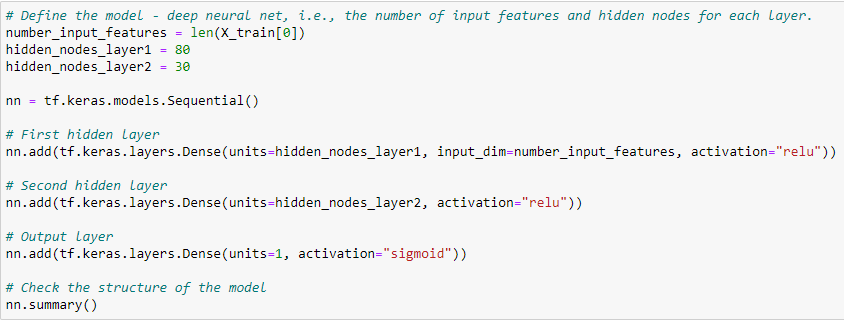 # Define the model - deep neural net, i.e., the number of input features and hidden nodes for each layer.
number_input_features = len(X_train[0])
hidden_nodes_layer1 = 80
hidden_nodes_layer2 = 30
nn = tf.keras.models.Sequential()
# First hidden layer
nn.add(tf.keras.layers.Dense(units=hidden_nodes_layer1, input_dim=number_input_features, activation="relu"))
# Second hidden layer
nn.add(tf.keras.layers.Dense(units=hidden_nodes_layer2, activation="relu"))
# Output layer
nn.add(tf.keras.layers.Dense(units=1, activation="sigmoid"))
# Check the structure of the model
nn.summary()